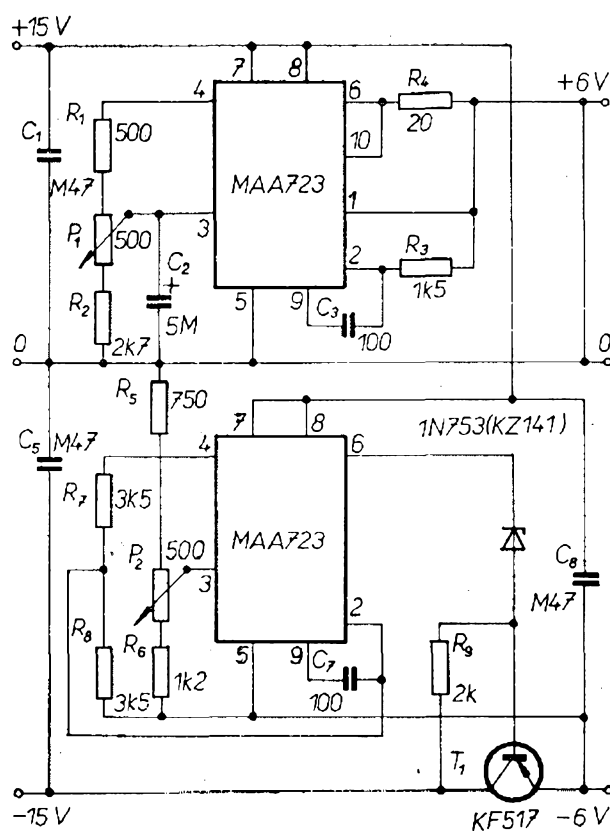 +15 V
7 8
4 6 R4 +6V
R1 500 20
C1 10
M47 MAA723
P1 500 3 1
C2 + 2 R3
R2 5M 5 9 C3 1k5
2k7 100
0 0
R5 750
7 8 1N753(KZ141)
C5 M47 4 6
R7 3k5
MAA723
P2 500 C8
3 M47
R8 2 R9
R6 5 9 C7
3k5 1k2 100 2k
T1
-15 V KF517 -6 V